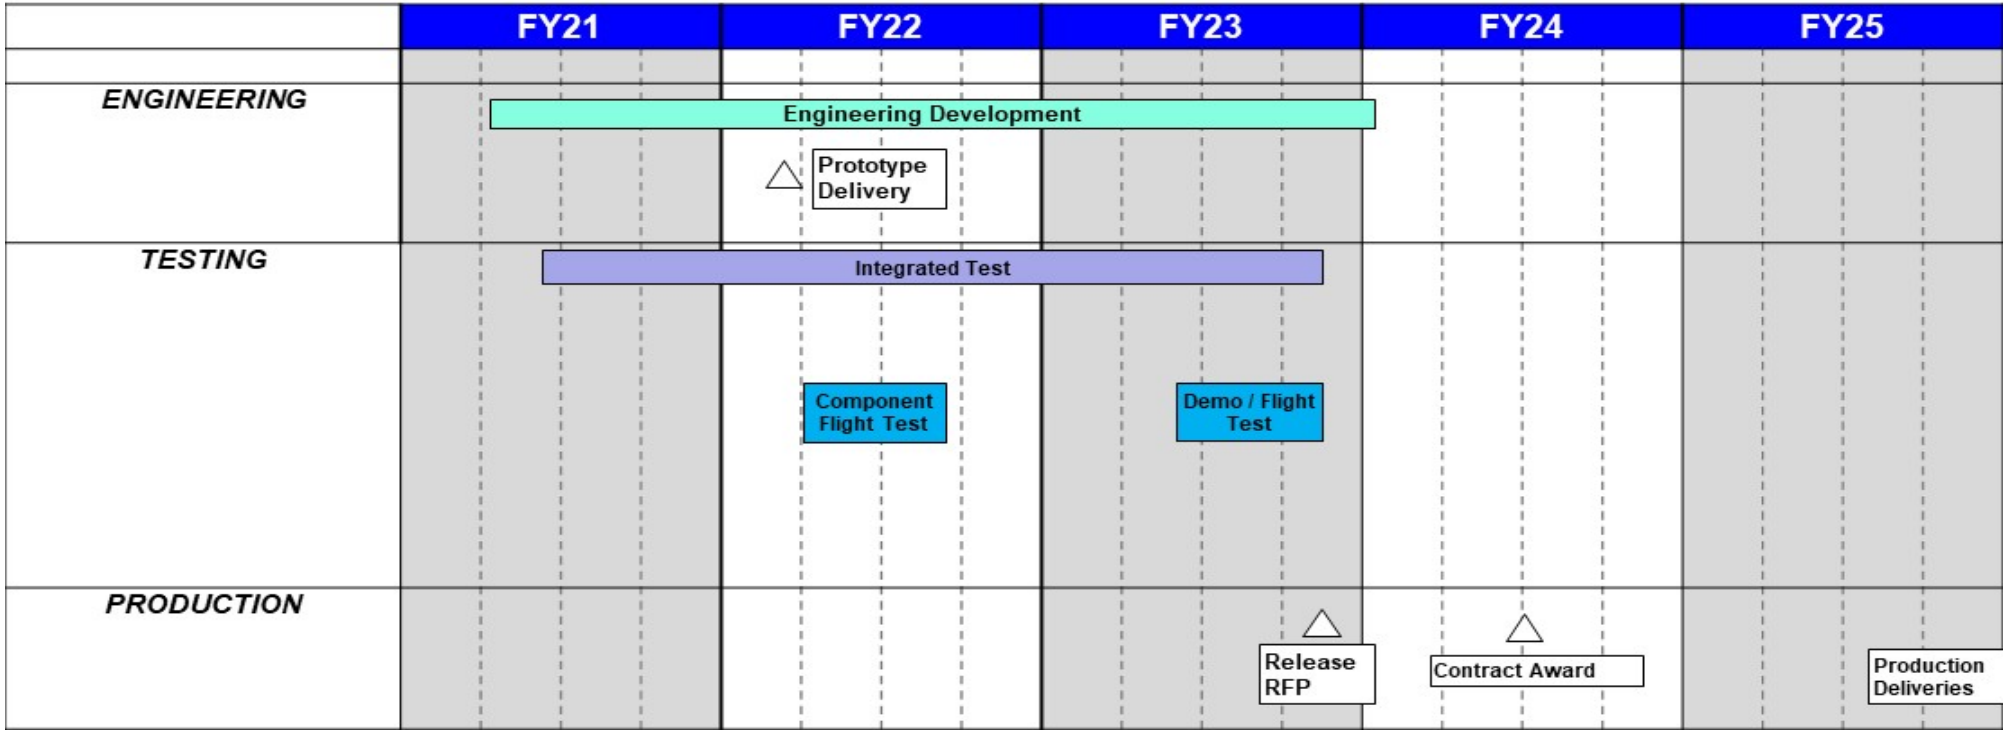 FY21 FY22 FY23 FY24 FY25
ENGINEERING
Engineering Development
Prototype
Delivery
TESTING
Integrated Test
Component
Flight Test
Demo / Flight
Test
PRODUCTION
Release
RFP
Contract Award
Production
Deliveries